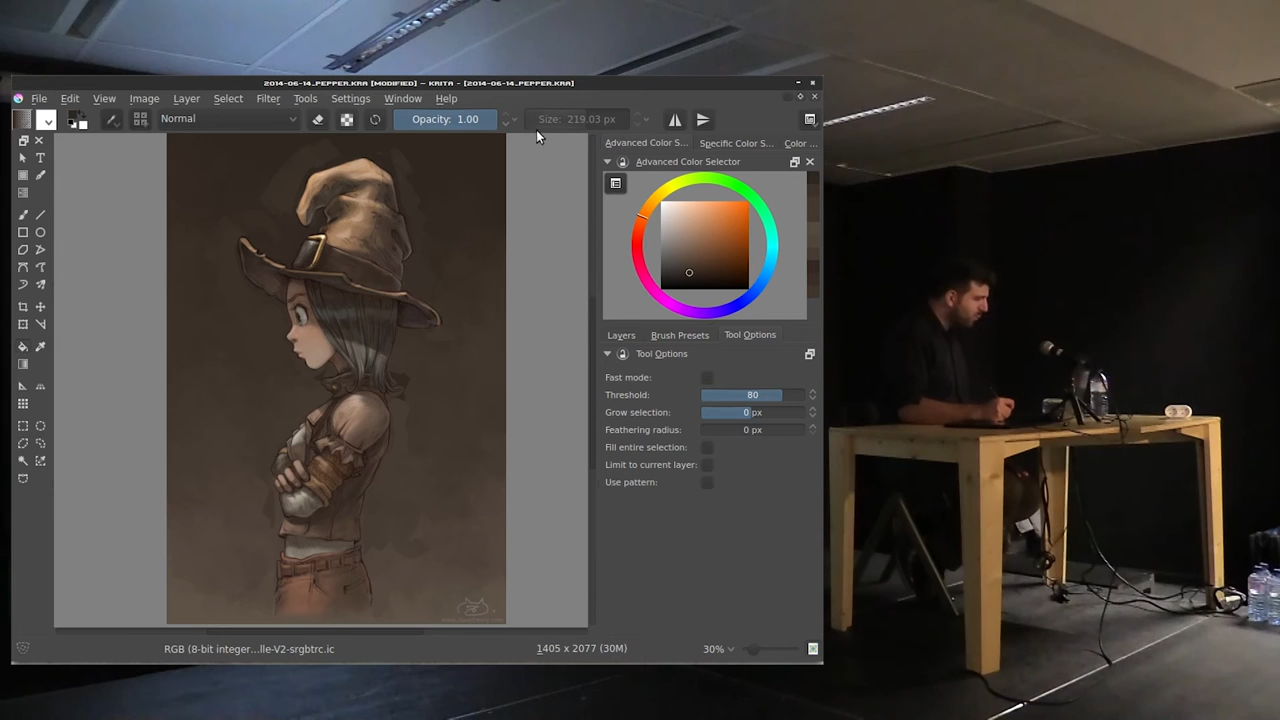 2014-06-14_PEPPER.KRA [MODIFIED] – KRITA - [2014-06-14_PEPPER.KRA]
File Edit View Image Layer Select Filter Tools Settings Window Help
Normal Opacity: 1.00 Size: 219.03 px
Advanced Color S... Specific Color S... Color ...
Advanced Color Selector
Layers Brush Presets Tool Options
Tool Options
Fast mode:
Threshold: 80
Grow selection: 0 px
Feathering radius: 0 px
Fill entire selection:
Limit to current layer:
Use pattern:
RGB (8-bit integer...lle-V2-srgbtrc.ic 1405 x 2077 (30M) 30%